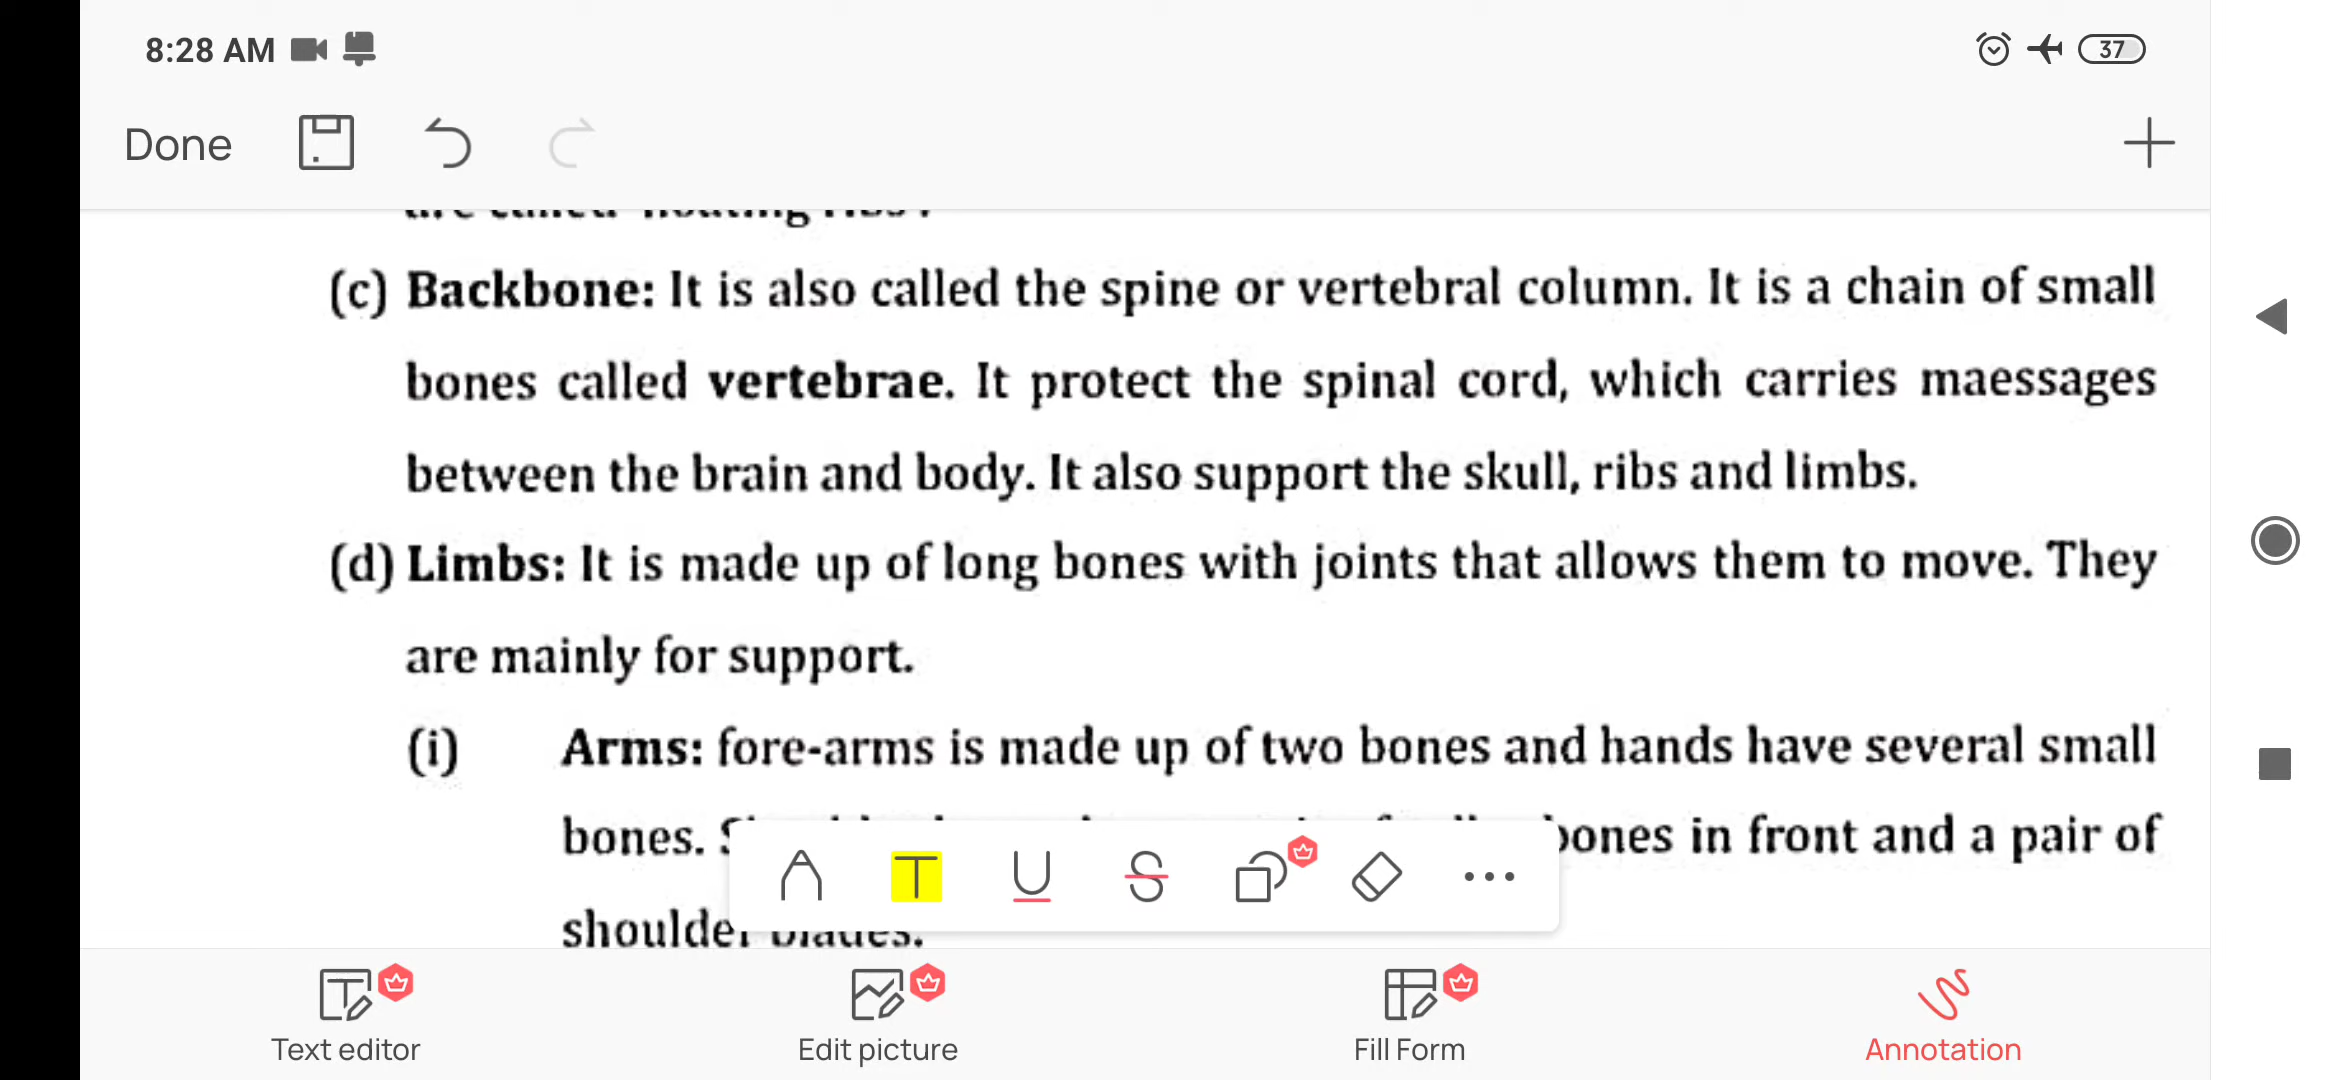 8:28 AM
37
Done
(c) Backbone: It is also called the spine or vertebral column. It is a chain of small
bones called vertebrae. It protect the spinal cord, which carries maessages
between the brain and body. It also support the skull, ribs and limbs.
(d) Limbs: It is made up of long bones with joints that allows them to move. They
are mainly for support.
(i) Arms: fore-arms is made up of two bones and hands have several small
bones. bones in front and a pair of
shoulder blades.
T U S
Text editor
Edit picture
Fill Form
Annotation